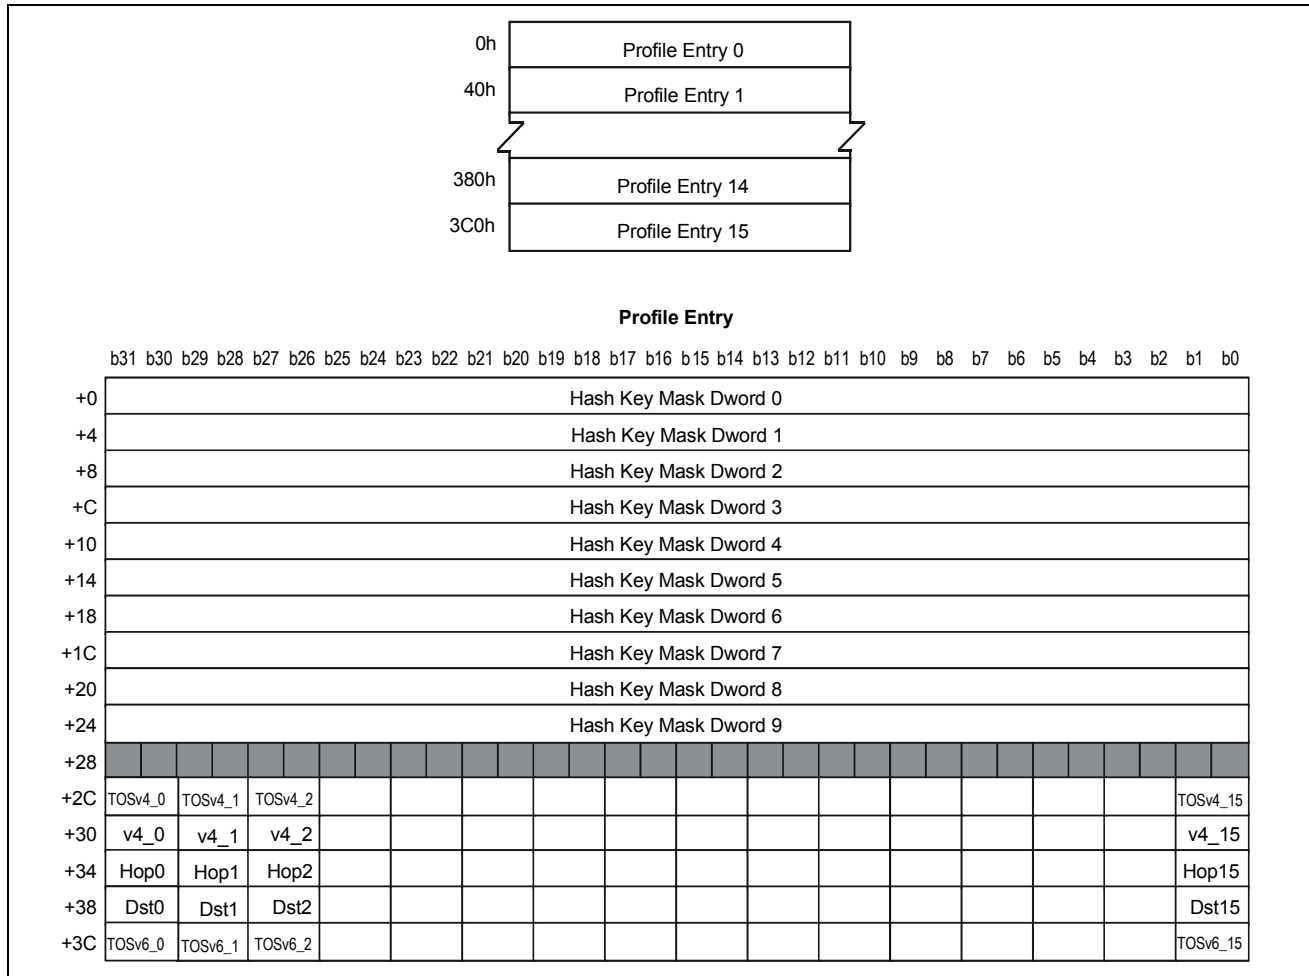 0h Profile Entry 0
40h Profile Entry 1
380h Profile Entry 14
3C0h Profile Entry 15
Profile Entry
b31 b30 b29 b28 b27 b26 b25 b24 b23 b22 b21 b20 b19 b18 b17 b16 b15 b14 b13 b12 b11 b10 b9 b8 b7 b6 b5 b4 b3 b2 b1 b0
+0 Hash Key Mask Dword 0
+4 Hash Key Mask Dword 1
+8 Hash Key Mask Dword 2
+C Hash Key Mask Dword 3
+10 Hash Key Mask Dword 4
+14 Hash Key Mask Dword 5
+18 Hash Key Mask Dword 6
+1C Hash Key Mask Dword 7
+20 Hash Key Mask Dword 8
+24 Hash Key Mask Dword 9
+28
+2C TOSv4_0 TOSv4_1 TOSv4_2 TOSv4_15
+30 v4_0 v4_1 v4_2 v4_15
+34 Hop0 Hop1 Hop2 Hop15
+38 Dst0 Dst1 Dst2 Dst15
+3C TOSv6_0 TOSv6_1 TOSv6_2 TOSv6_15